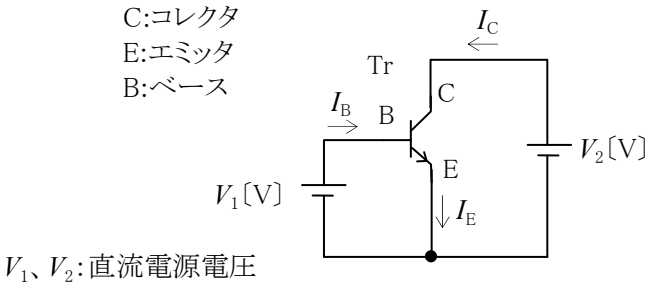 C:コレクタ
E:エミッタ
B:ベース
I_C
Tr
C
I_B
B
V_2〔V〕
E
V_1〔V〕
I_E
V_1、V_2:直流電源電圧